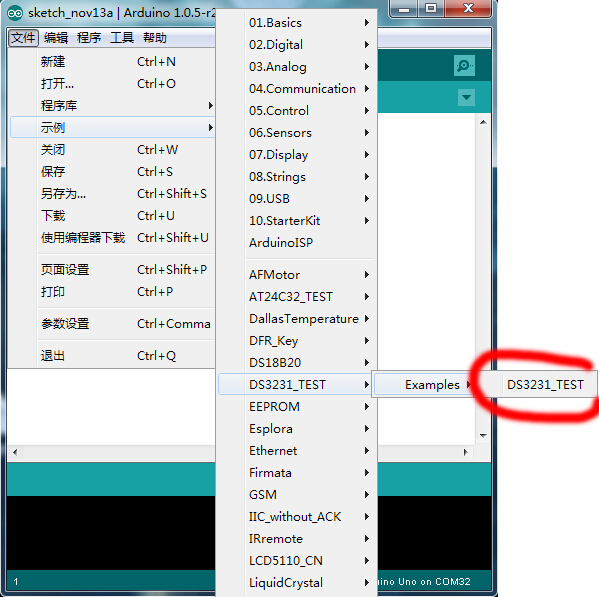 sketch_nov13a | Arduino 1.0.5-r2
文件 编辑 程序 工具 帮助
新建 Ctrl+N
打开... Ctrl+O
程序库
示例
关闭 Ctrl+W
保存 Ctrl+S
另存为... Ctrl+Shift+S
下载 Ctrl+U
使用编程器下载 Ctrl+Shift+U
页面设置 Ctrl+Shift+P
打印 Ctrl+P
参数设置 Ctrl+Comma
退出 Ctrl+Q
01.Basics
02.Digital
03.Analog
04.Communication
05.Control
06.Sensors
07.Display
08.Strings
09.USB
10.StarterKit
ArduinoISP
AFMotor
AT24C32_TEST
DallasTemperature
DFR_Key
DS18B20
DS3231_TEST
EEPROM
Esplora
Ethernet
Firmata
GSM
IIC_without_ACK
IRremote
LCD5110_CN
LiquidCrystal
Examples
DS3231_TEST
1
uino Uno on COM32